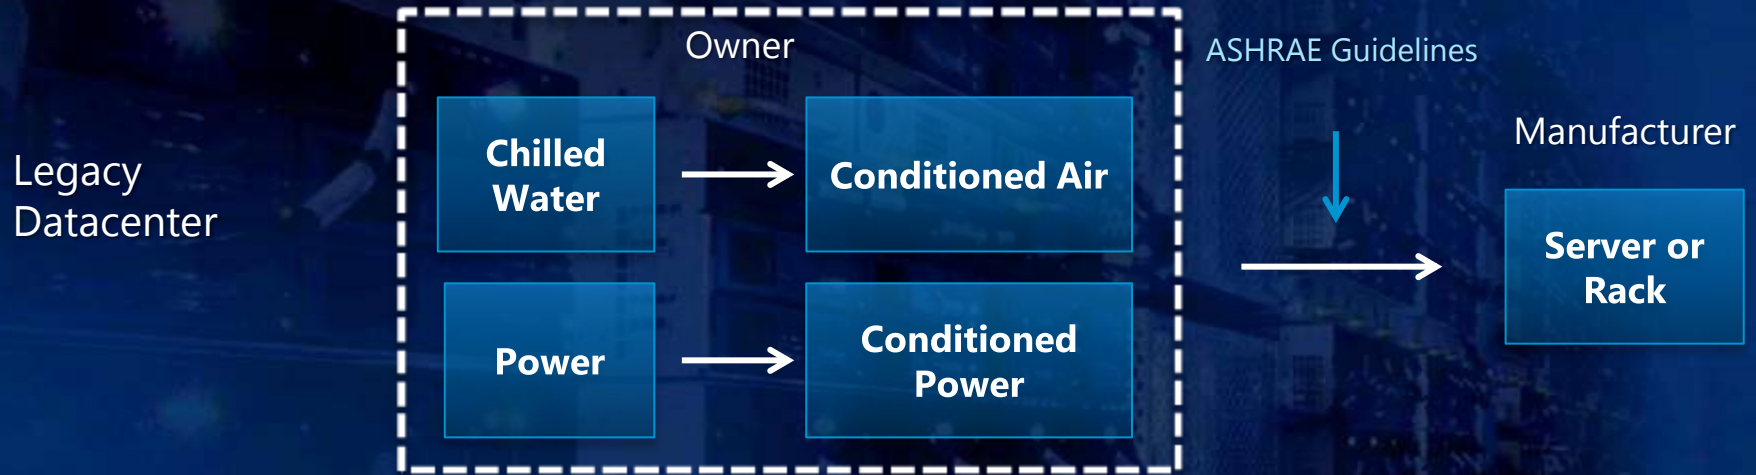 Owner
ASHRAE Guidelines
Manufacturer
Legacy
Datacenter
Chilled
Water
Conditioned Air
Server or
Rack
Power
Conditioned
Power